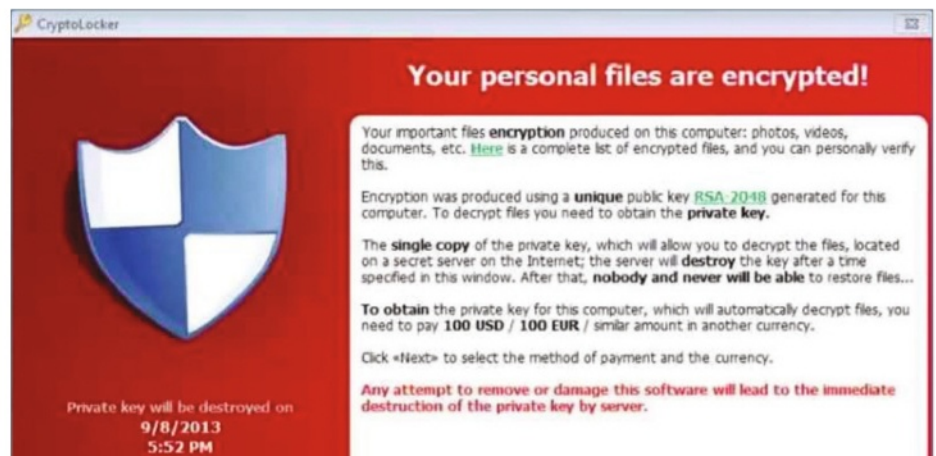 CryptoLocker
Your personal files are encrypted!
Your important files encryption produced on this computer: photos, videos,
documents, etc. Here is a complete list of encrypted files, and you can personally verify
this.
Encryption was produced using a unique public key RSA-2048 generated for this
computer. To decrypt files you need to obtain the private key.
The single copy of the private key, which will allow you to decrypt the files, located
on a secret server on the Internet; the server will destroy the key after a time
specified in this window. After that, nobody and never will be able to restore files...
To obtain the private key for this computer, which will automatically decrypt files, you
need to pay 100 USD / 100 EUR / similar amount in another currency.
Click «Next» to select the method of payment and the currency.
Any attempt to remove or damage this software will lead to the immediate
destruction of the private key by server.
Private key will be destroyed on
9/8/2013
5:52 PM